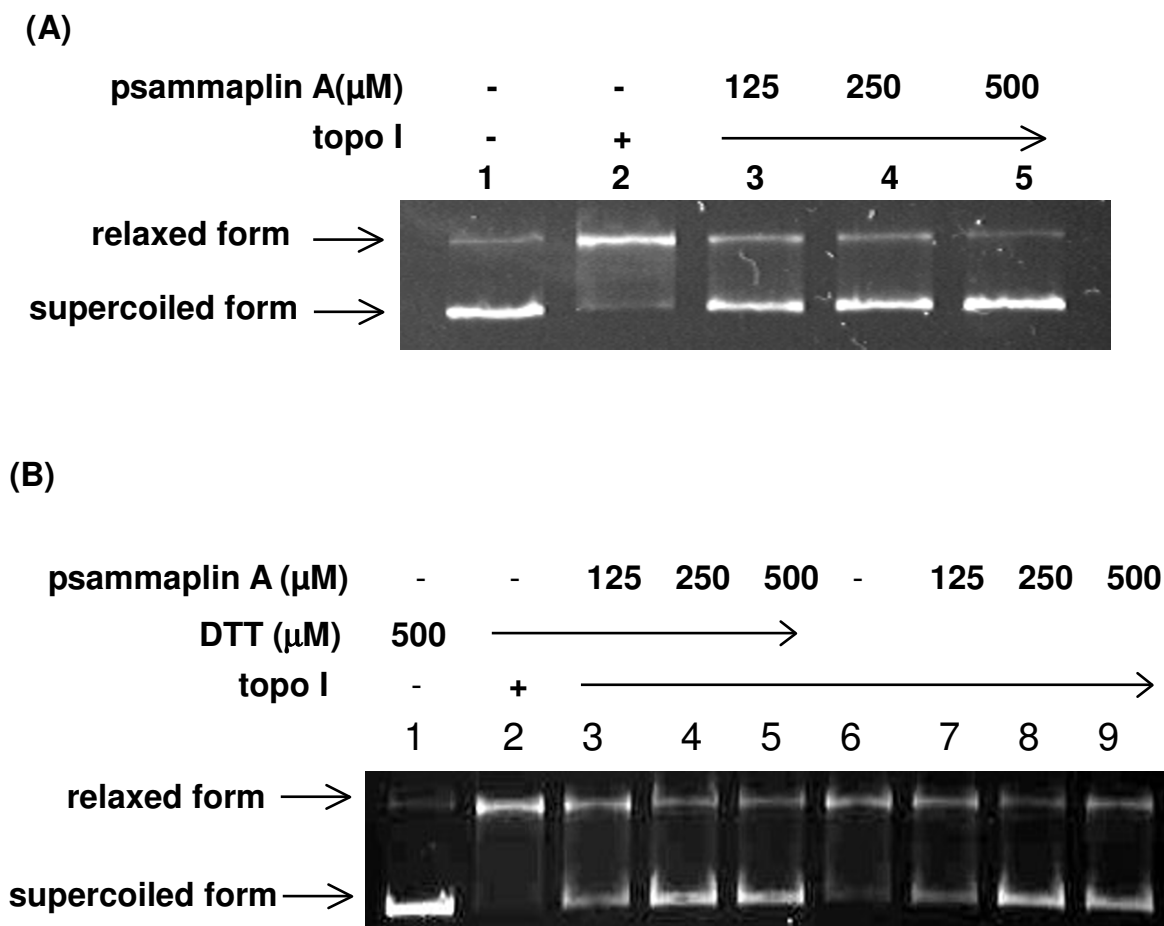 (A)
psammaplin A(μM) - - 125 250 500
topo I - +
1 2 3 4 5
relaxed form
supercoiled form
(B)
psammaplin A (μM) - - 125 250 500 - 125 250 500
DTT (μM) 500
topo I - +
1 2 3 4 5 6 7 8 9
relaxed form
supercoiled form